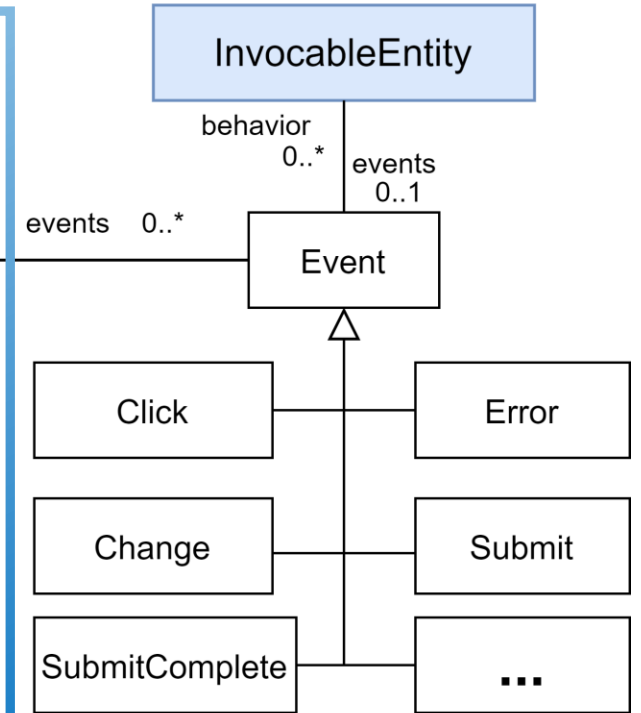 InvocableEntity
behavior
0..*
events
0..1
events 0..*
Event
Click
Error
Change
Submit
SubmitComplete
...